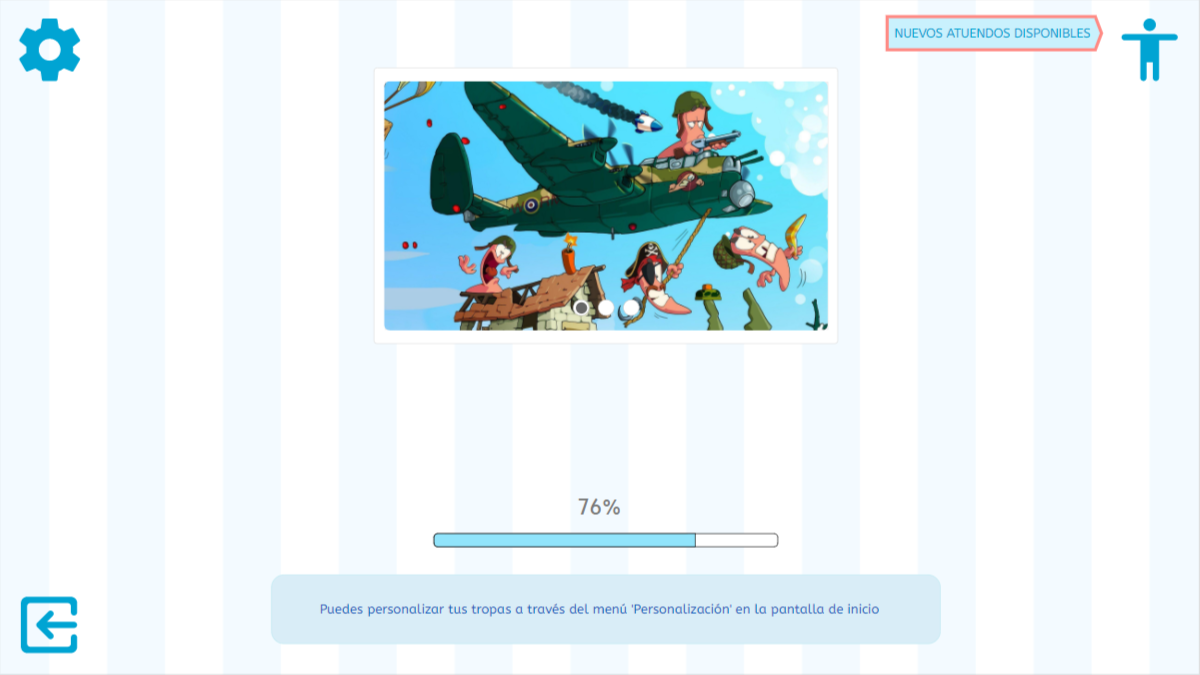 NUEVOS ATUENDOS DISPONIBLES
76%
Puedes personalizar tus tropas a través del menú 'Personalización' en la pantalla de inicio